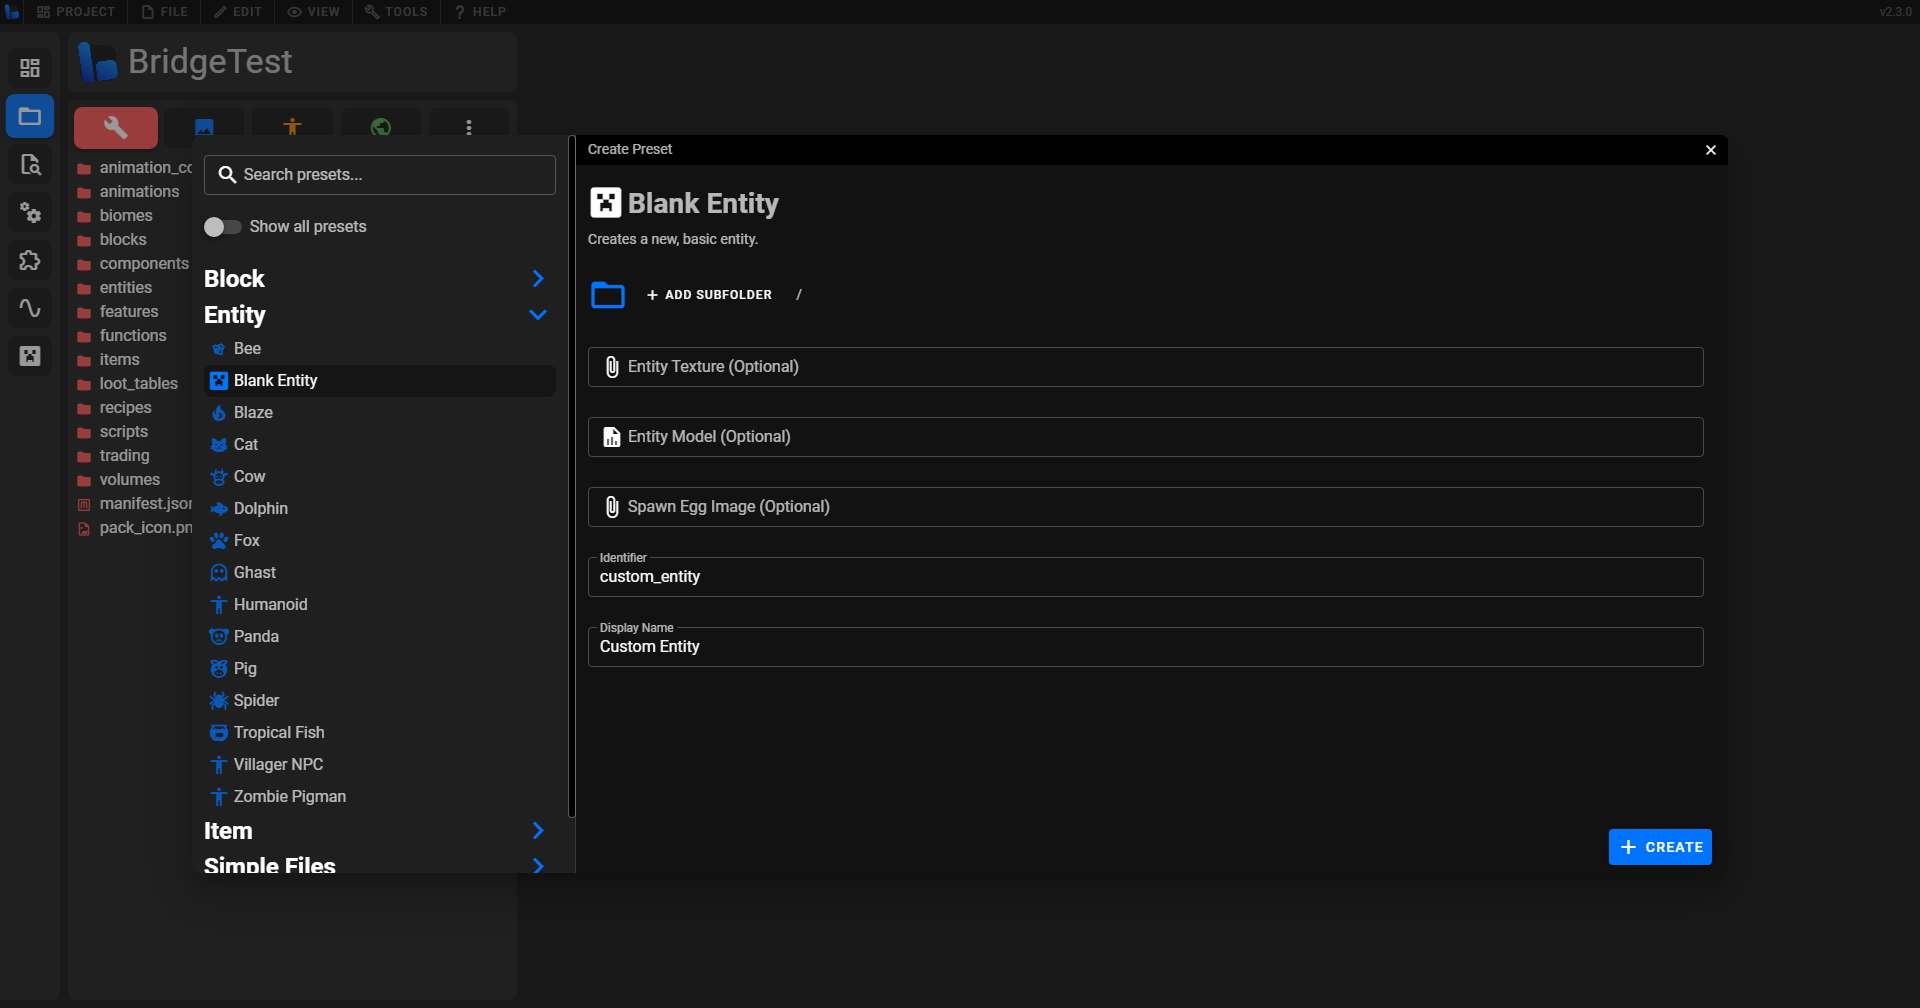 PROJECT FILE EDIT VIEW TOOLS HELP v2.3.0
BridgeTest
animation_cc
animations
biomes
blocks
components
entities
features
functions
items
loot_tables
recipes
scripts
trading
volumes
manifest.jsor
pack_icon.pn
Search presets...
Show all presets
Block
Entity
Bee
Blank Entity
Blaze
Cat
Cow
Dolphin
Fox
Ghast
Humanoid
Panda
Pig
Spider
Tropical Fish
Villager NPC
Zombie Pigman
Item
Simple Files
Create Preset
Blank Entity
Creates a new, basic entity.
+ ADD SUBFOLDER /
Entity Texture (Optional)
Entity Model (Optional)
Spawn Egg Image (Optional)
Identifier
custom_entity
Display Name
Custom Entity
+ CREATE